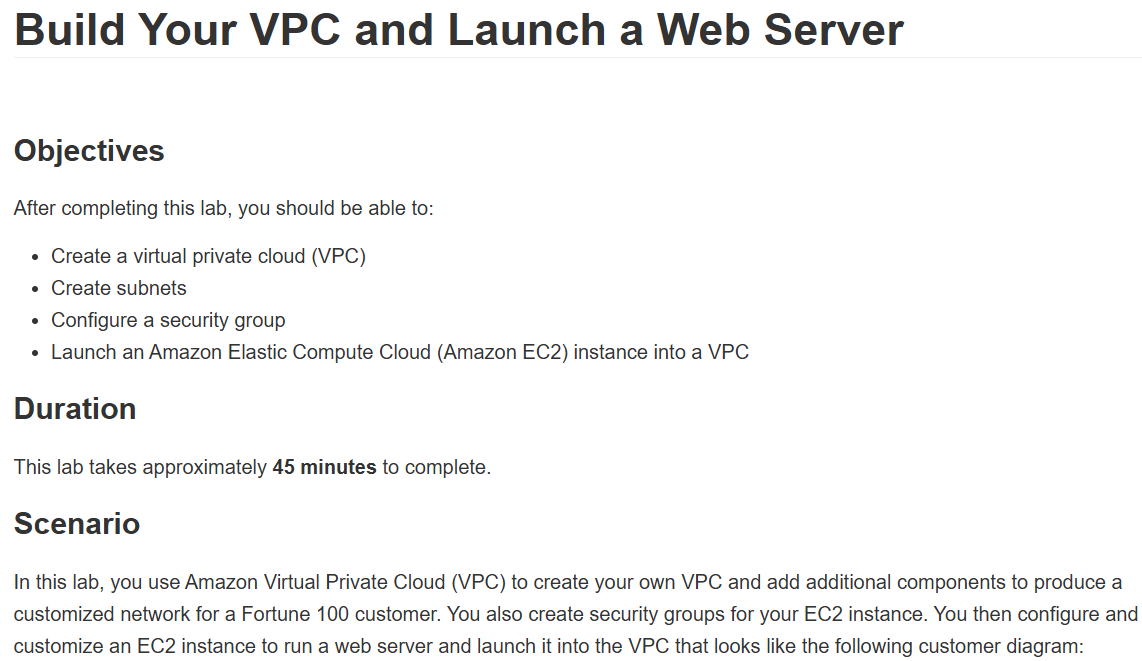 Build Your VPC and Launch a Web Server
Objectives
After completing this lab, you should be able to:
• Create a virtual private cloud (VPC)
• Create subnets
• Configure a security group
• Launch an Amazon Elastic Compute Cloud (Amazon EC2) instance into a VPC
Duration
This lab takes approximately 45 minutes to complete.
Scenario
In this lab, you use Amazon Virtual Private Cloud (VPC) to create your own VPC and add additional components to produce a
customized network for a Fortune 100 customer. You also create security groups for your EC2 instance. You then configure and
customize an EC2 instance to run a web server and launch it into the VPC that looks like the following customer diagram: